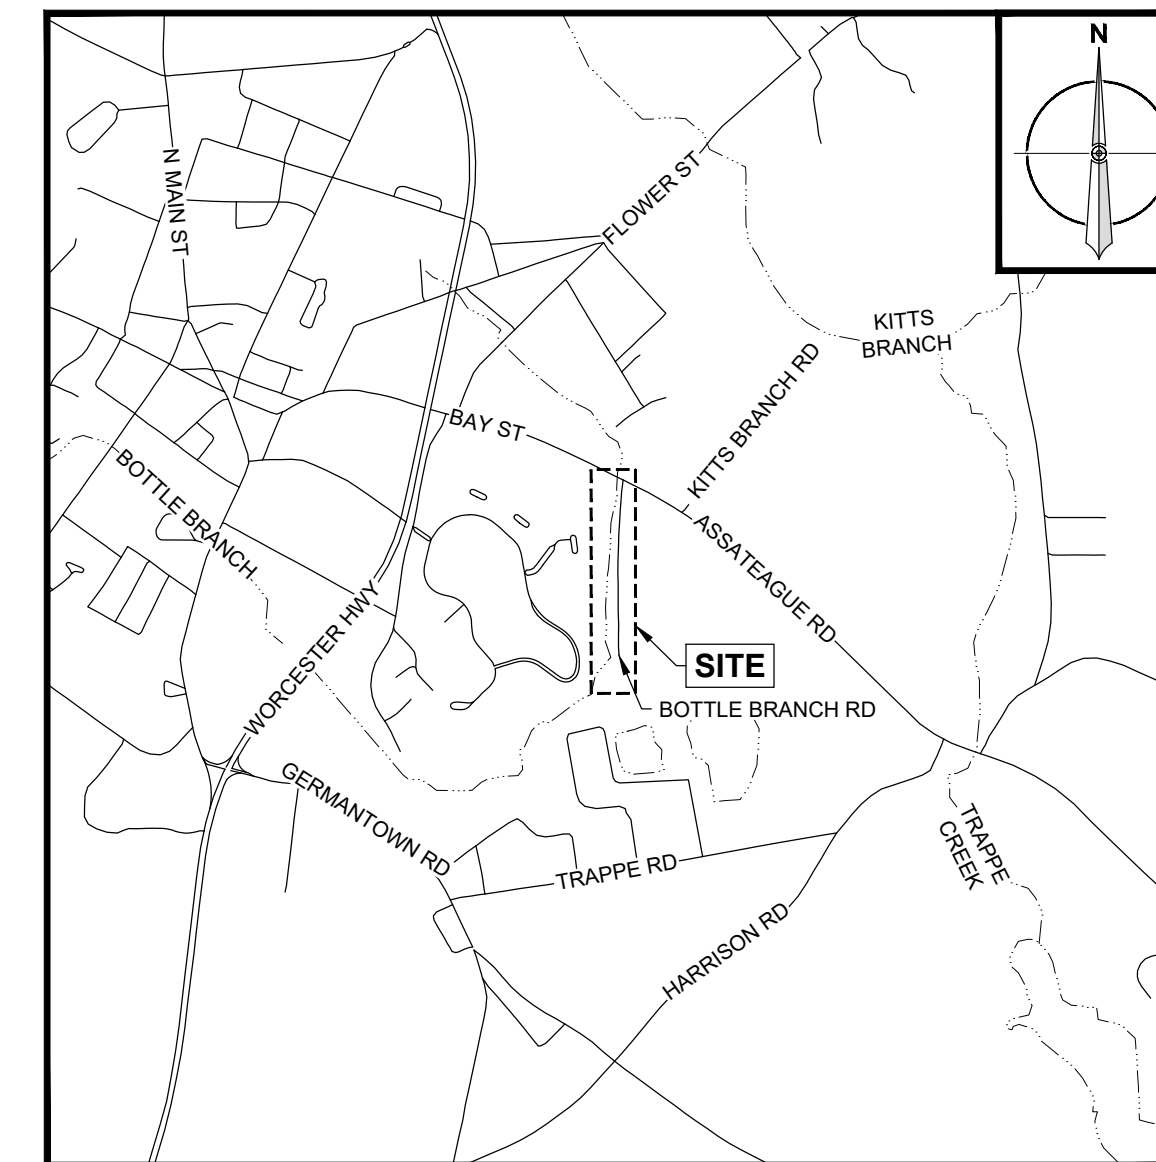 N
N MAIN ST
FLOWER ST
KITTS
BRANCH
KITTS BRANCH RD
BAY ST
BOTTLE BRANCH
ASSATEAGUE RD
WORCESTER HWY
SITE
BOTTLE BRANCH RD
GERMANTOWN RD
TRAPPE
CREEK
TRAPPE RD
HARRISON RD